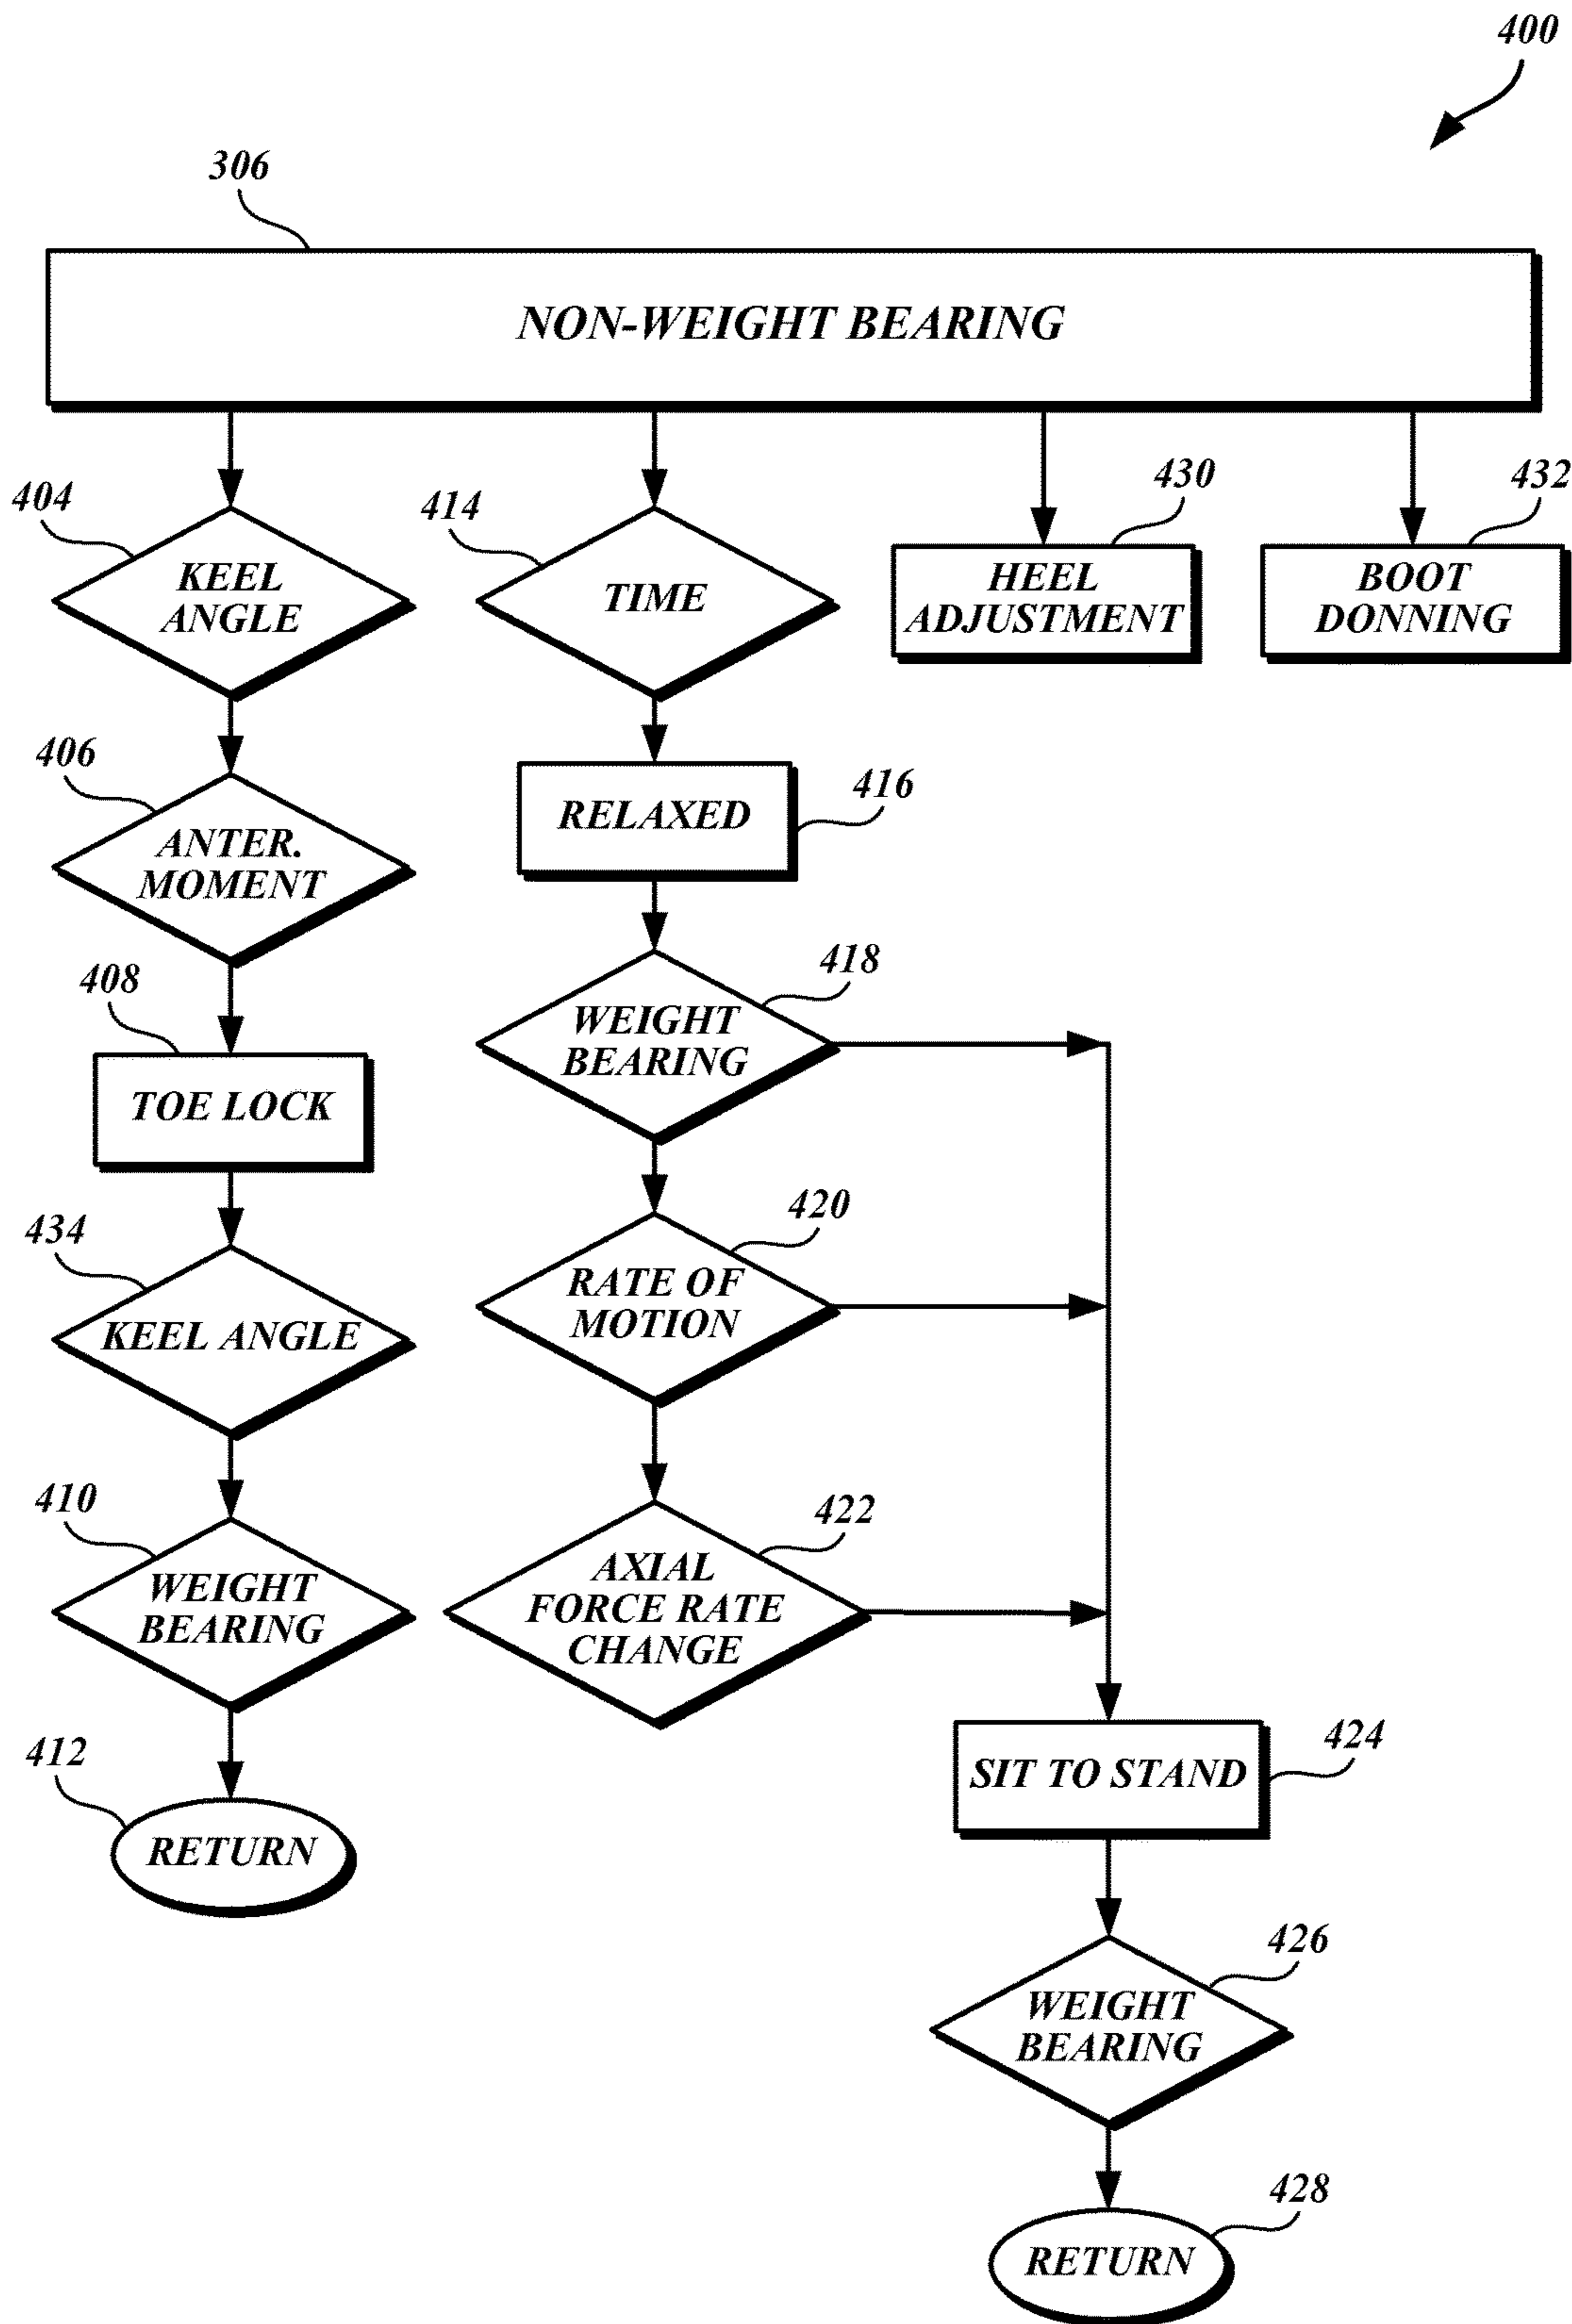 400
306
NON-WEIGHT BEARING
404
KEEL
ANGLE
414
TIME
430
HEEL
ADJUSTMENT
432
BOOT
DONNING
406
ANTER.
MOMENT
RELAXED
416
408
TOE LOCK
418
WEIGHT
BEARING
434
KEEL ANGLE
420
RATE OF
MOTION
410
WEIGHT
BEARING
422
AXIAL
FORCE RATE
CHANGE
412
RETURN
SIT TO STAND
424
426
WEIGHT
BEARING
428
RETURN